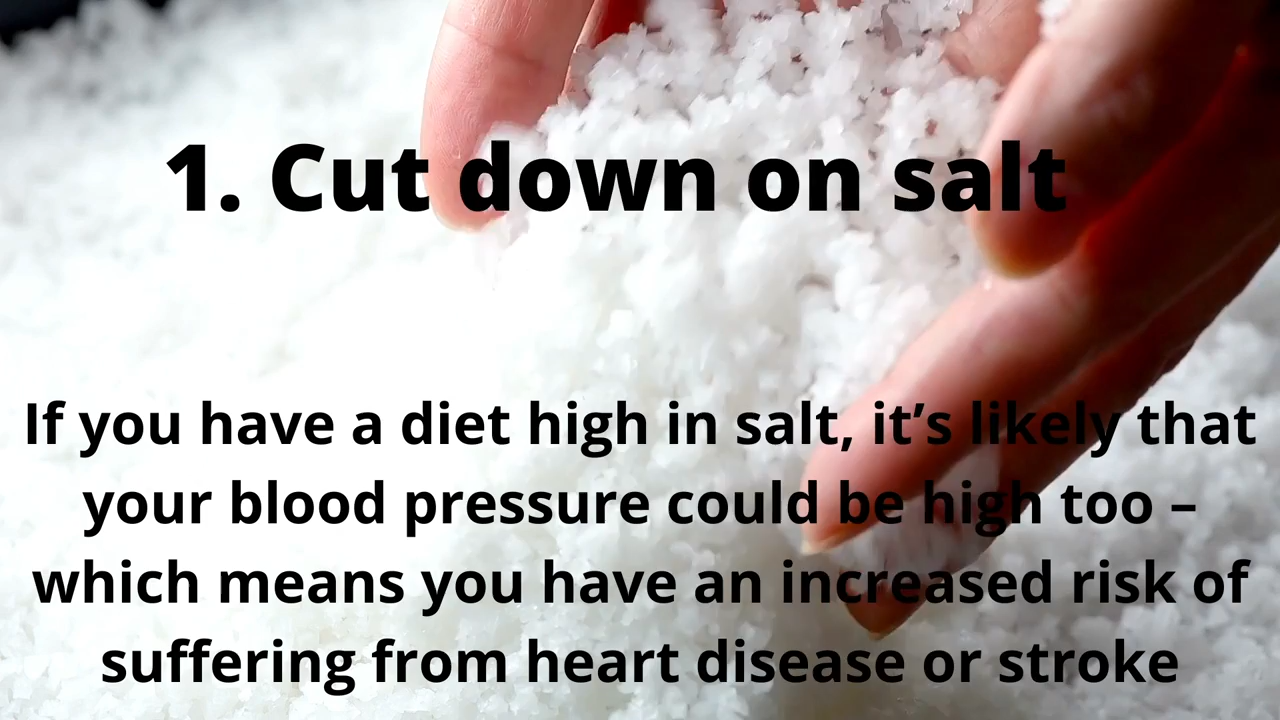 1. Cut down on salt
If you have a diet high in salt, it’s likely that
your blood pressure could be high too –
which means you have an increased risk of
suffering from heart disease or stroke